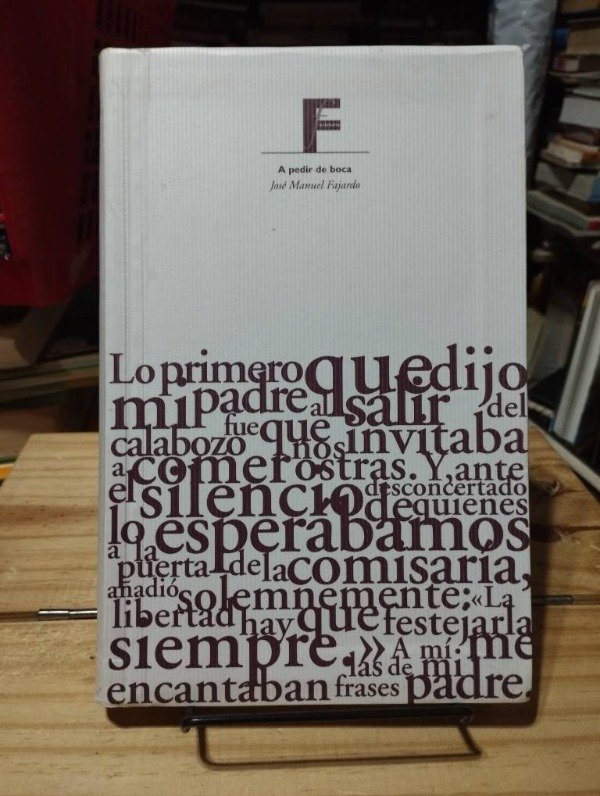 F
A pedir de boca
José Manuel Fajardo
Lo primero que dijo
mi padre al salir del
calabozo fue que nos invitaba
a comer ostras. Y, ante
el silencio desconcertado
de quienes
lo esperábamos
a la puerta de la comisaría,
añadió solemnemente: «La
libertad hay que festejarla
siempre.» A mí me
encantaban las frases de mi padre.